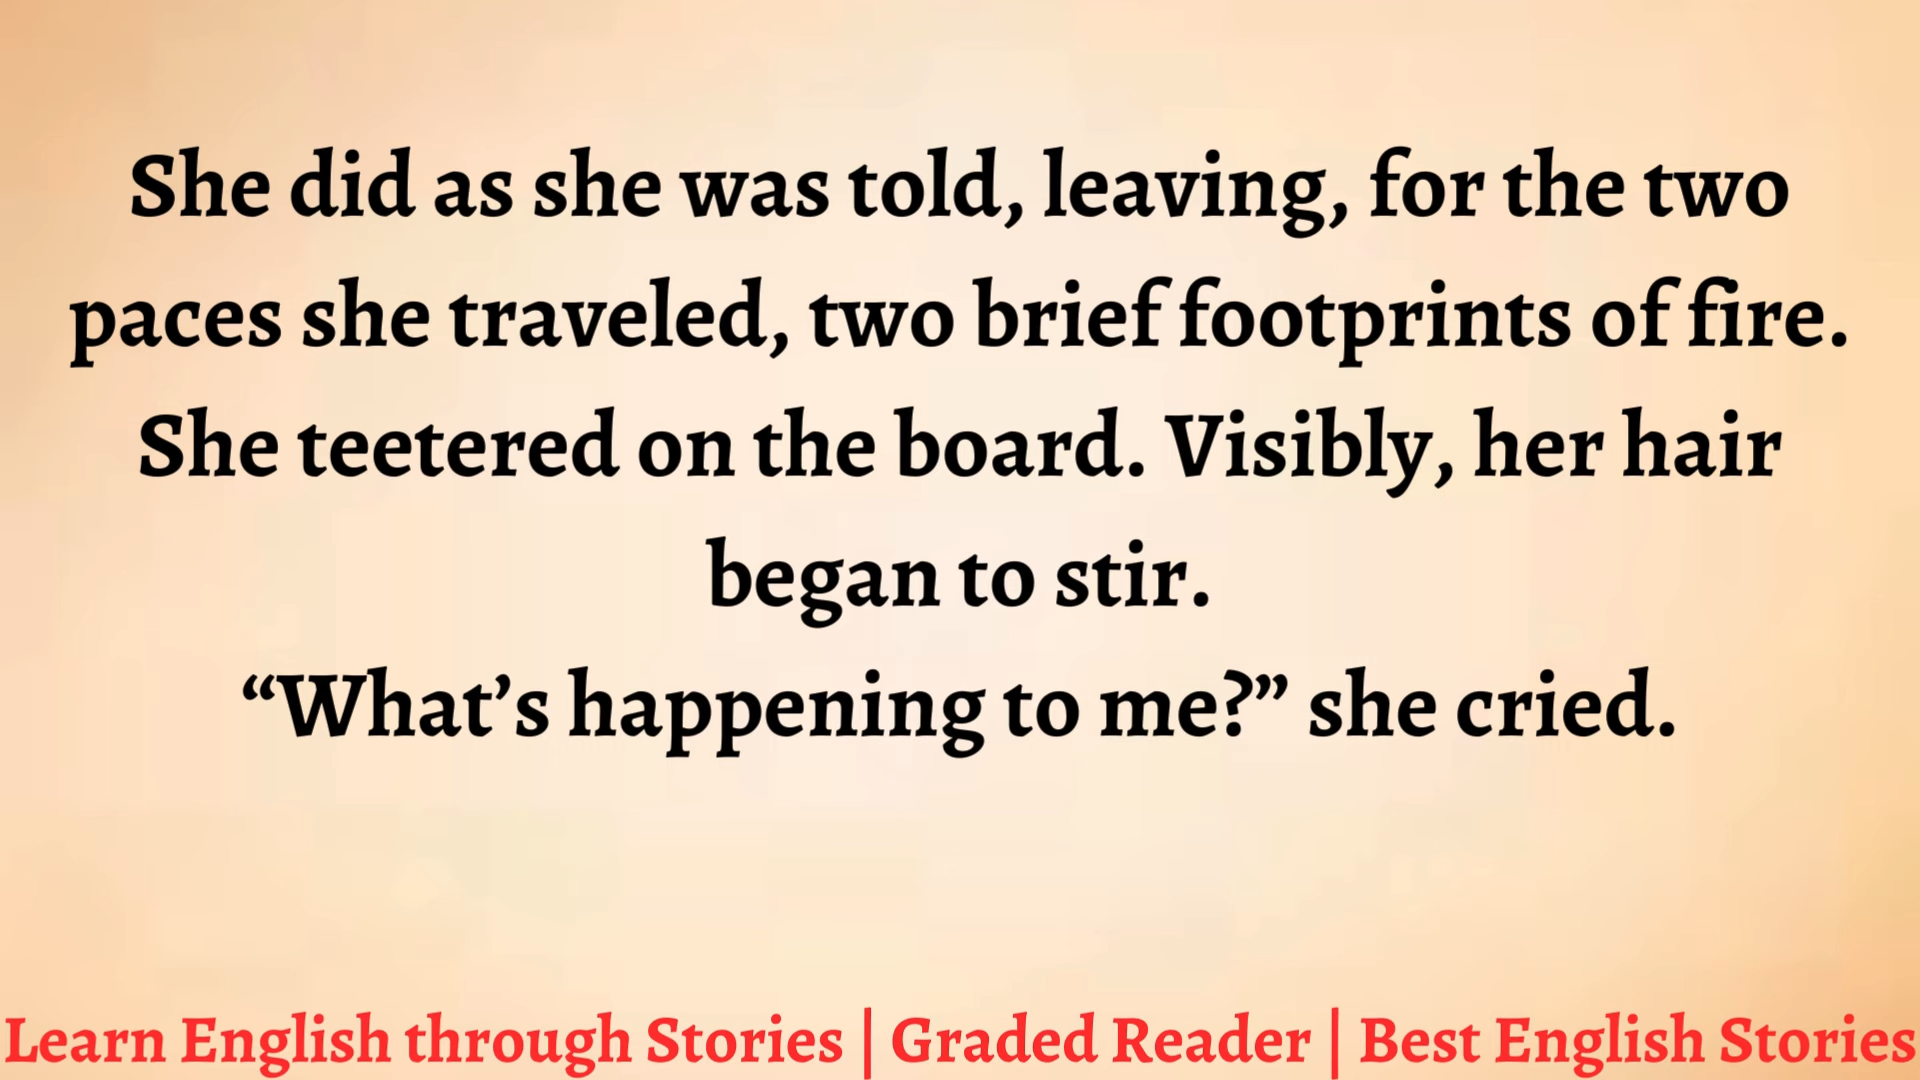 She did as she was told, leaving, for the two
paces she traveled, two brief footprints of fire.
She teetered on the board. Visibly, her hair
began to stir.
“What’s happening to me?” she cried.
Learn English through Stories | Graded Reader | Best English Stories